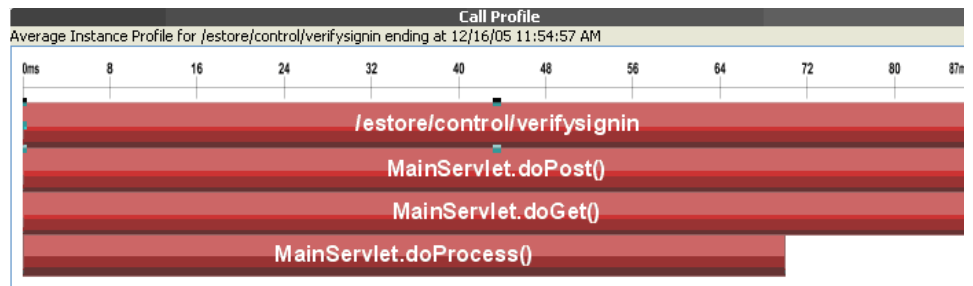 Call Profile
Average Instance Profile for /estore/control/verifysignin ending at 12/16/05 11:54:57 AM
0ms 8 16 24 32 40 48 56 64 72 80 87m
/estore/control/verifysignin
MainServlet.doPost()
MainServlet.doGet()
MainServlet.doProcess()